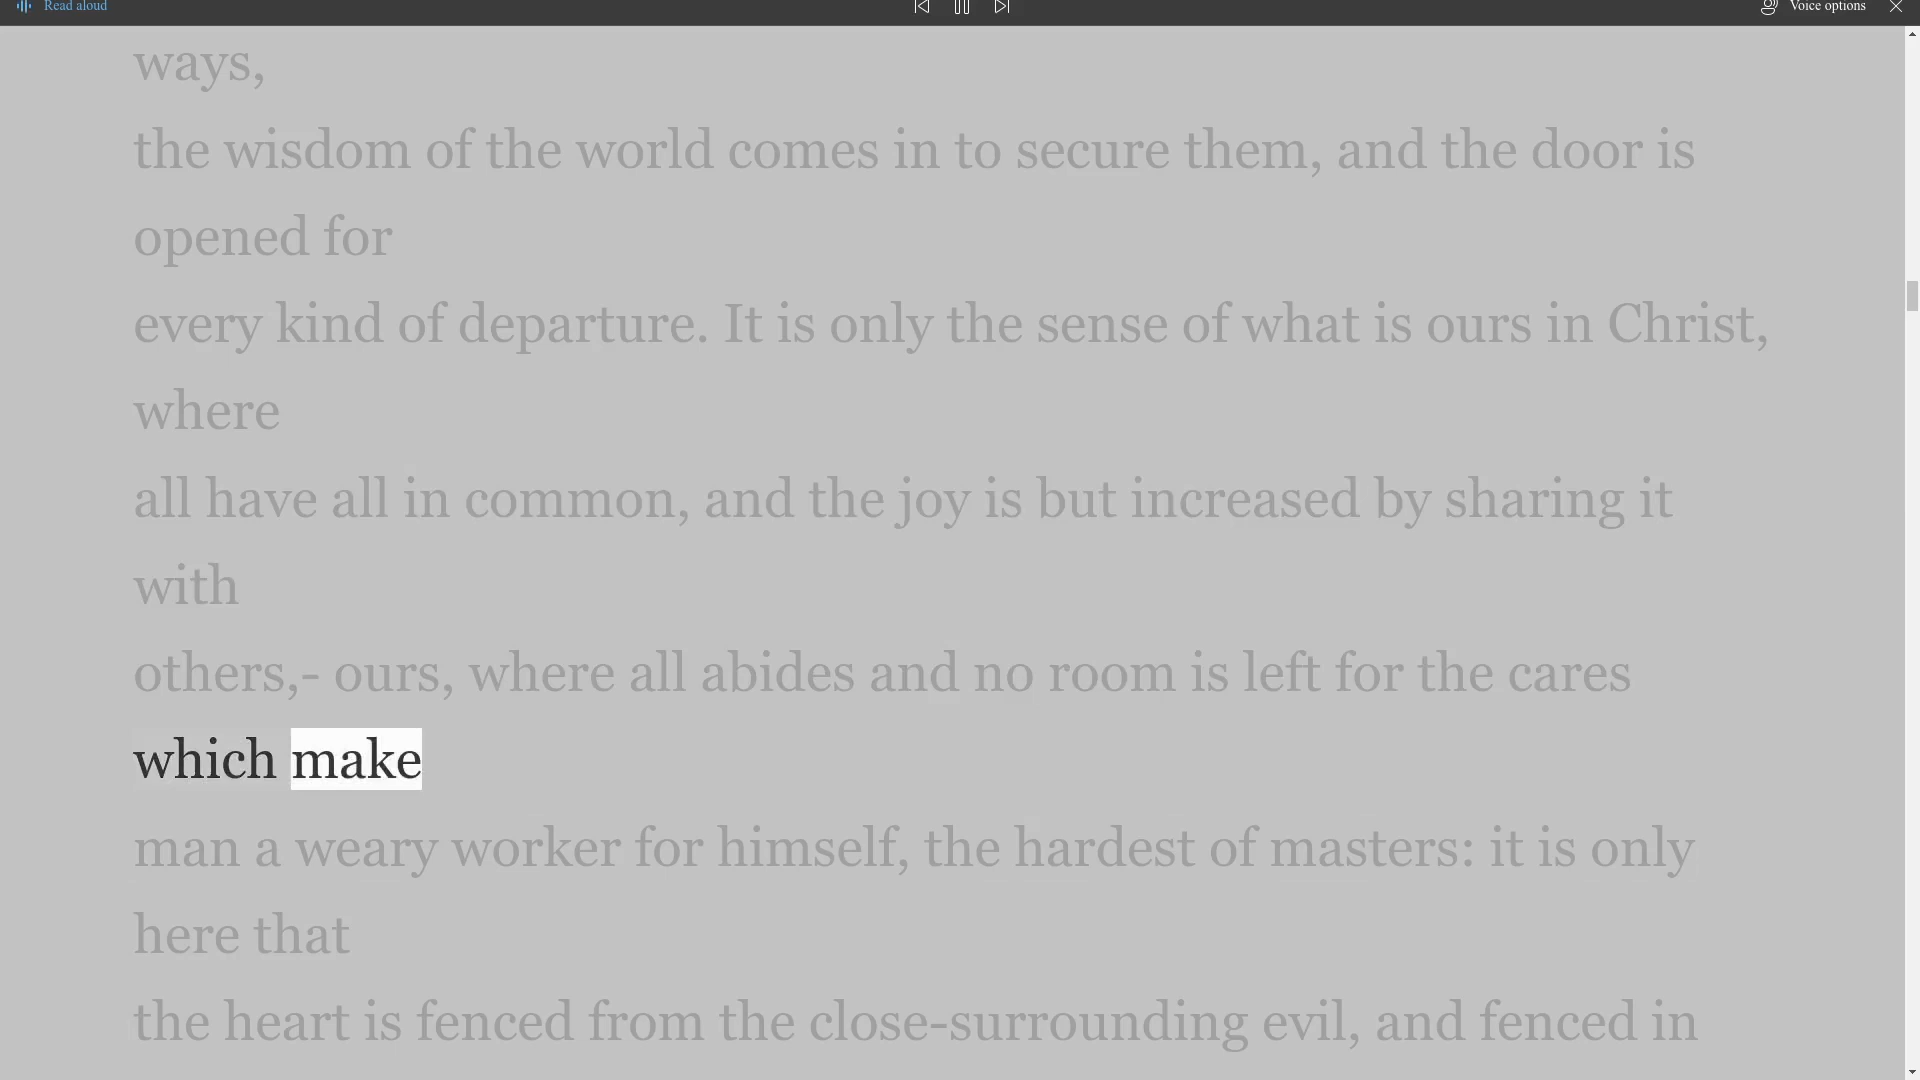 Read aloud
Voice options
ways,
the wisdom of the world comes in to secure them, and the door is
opened for
every kind of departure. It is only the sense of what is ours in Christ,
where
all have all in common, and the joy is but increased by sharing it
with
others,- ours, where all abides and no room is left for the cares
which make
man a weary worker for himself, the hardest of masters: it is only
here that
the heart is fenced from the close-surrounding evil, and fenced in